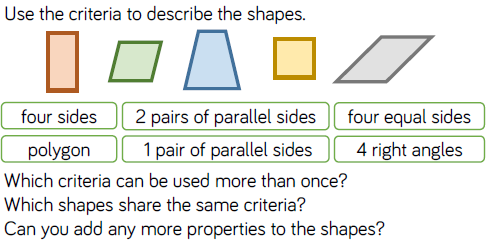 Use the criteria to describe the shapes.
four sides 2 pairs of parallel sides four equal sides
polygon 1 pair of parallel sides 4 right angles
Which criteria can be used more than once?
Which shapes share the same criteria?
Can you add any more properties to the shapes?